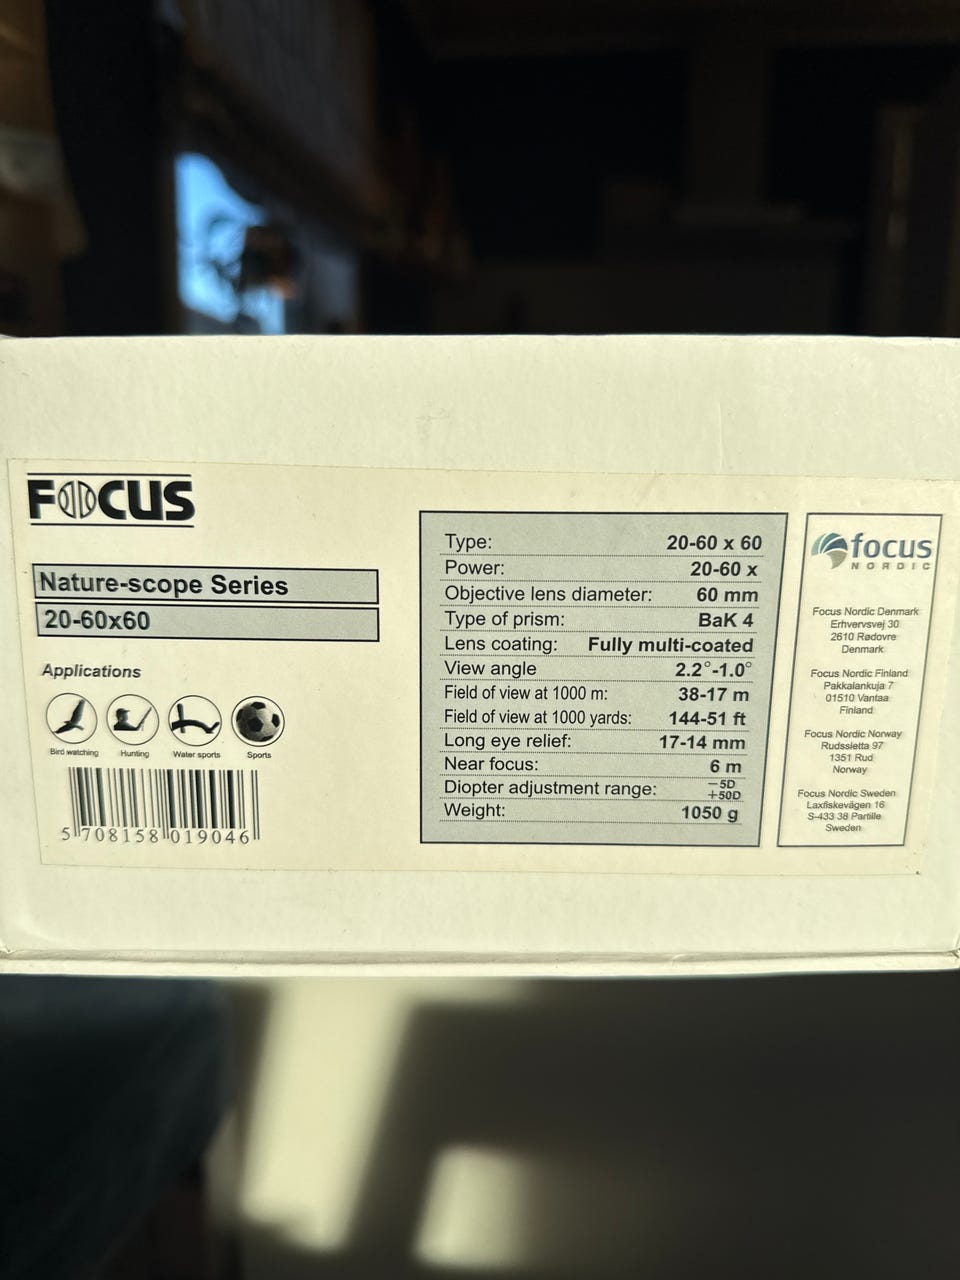 FOCUS
Nature-scope Series
20-60x60
Applications
Bird watching Hunting Water sports Sports
5 708158 019046
Type: 20-60 x 60
Power: 20-60 x
Objective lens diameter: 60 mm
Type of prism: BaK 4
Lens coating: Fully multi-coated
View angle 2.2°-1.0°
Field of view at 1000 m: 38-17 m
Field of view at 1000 yards: 144-51 ft
Long eye relief: 17-14 mm
Near focus: 6 m
Diopter adjustment range: —5D
+50D
Weight: 1050 g
focus
NORDIC
Focus Nordic Denmark
Erhvervsvej 30
2610 Rødovre
Denmark
Focus Nordic Finland
Pakkalankuja 7
01510 Vantaa
Finland
Focus Nordic Norway
Rudssletta 97
1351 Rud
Norway
Focus Nordic Sweden
Laxfiskevägen 16
S-433 38 Partille
Sweden